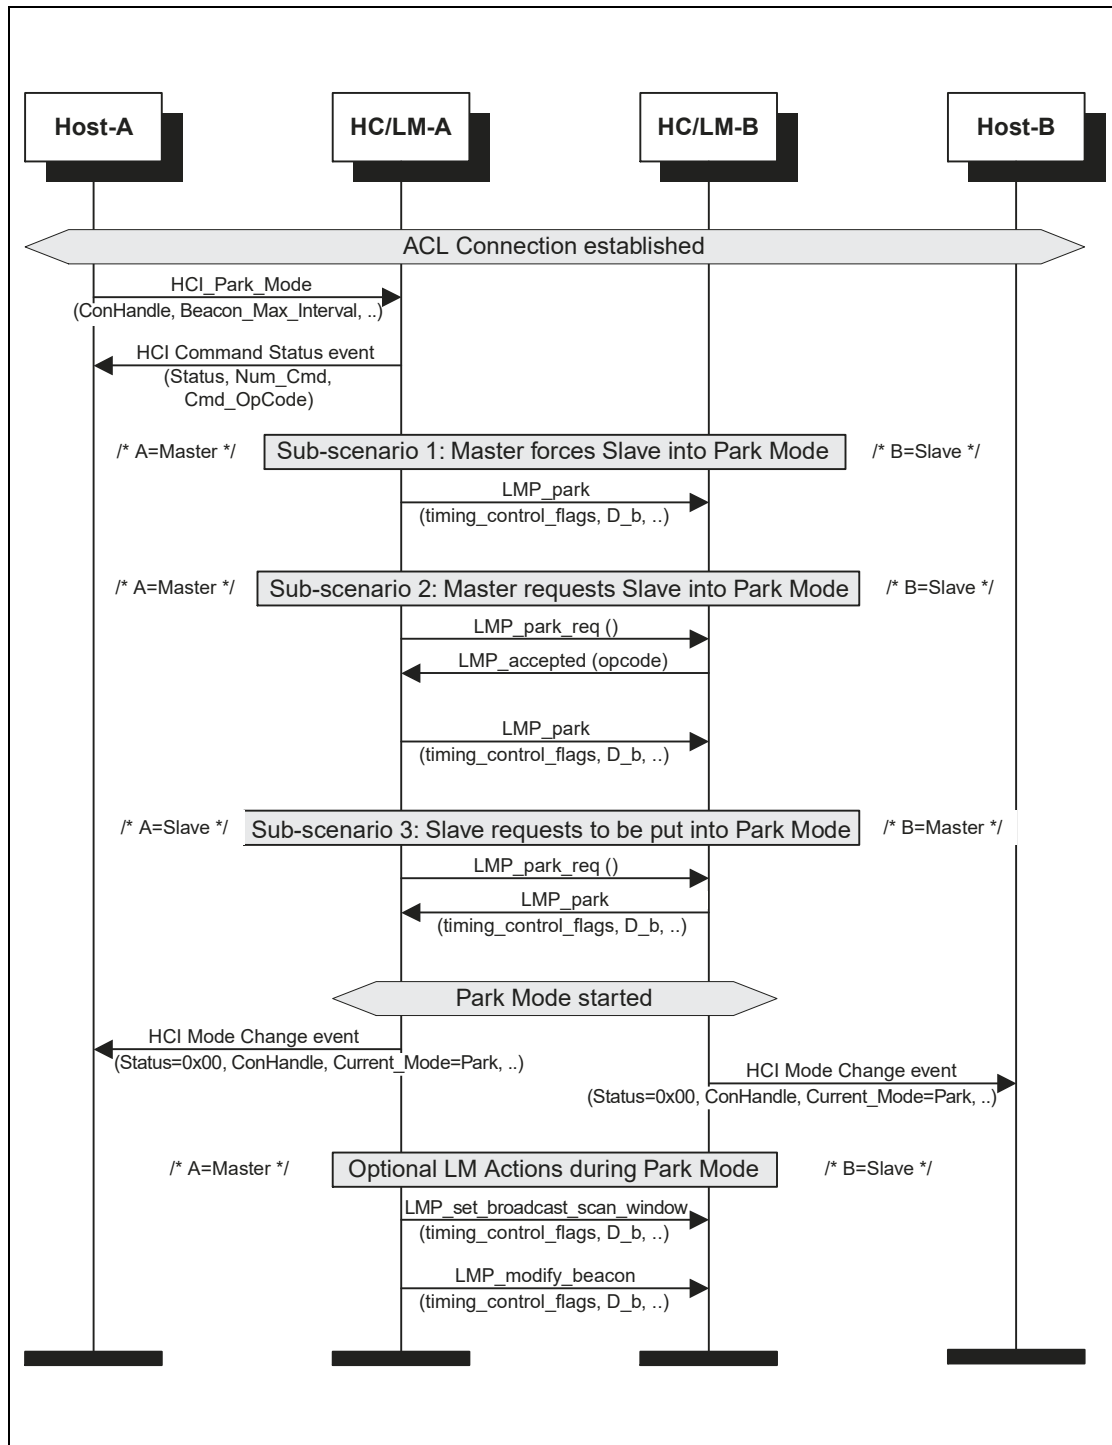 Host-A
HC/LM-A
HC/LM-B
Host-B
ACL Connection established
HCI_Park_Mode
(ConHandle, Beacon_Max_Interval, ..)
HCI Command Status event
(Status, Num_Cmd,
Cmd_OpCode)
/* A=Master */
Sub-scenario 1: Master forces Slave into Park Mode
/* B=Slave */
LMP_park
(timing_control_flags, D_b, ..)
/* A=Master */
Sub-scenario 2: Master requests Slave into Park Mode
/* B=Slave */
LMP_park_req ()
LMP_accepted (opcode)
LMP_park
(timing_control_flags, D_b, ..)
/* A=Slave */
Sub-scenario 3: Slave requests to be put into Park Mode
/* B=Master */
LMP_park_req ()
LMP_park
(timing_control_flags, D_b, ..)
Park Mode started
HCI Mode Change event
(Status=0x00, ConHandle, Current_Mode=Park, ..)
HCI Mode Change event
(Status=0x00, ConHandle, Current_Mode=Park, ..)
/* A=Master */
Optional LM Actions during Park Mode
/* B=Slave */
LMP_set_broadcast_scan_window
(timing_control_flags, D_b, ..)
LMP_modify_beacon
(timing_control_flags, D_b, ..)